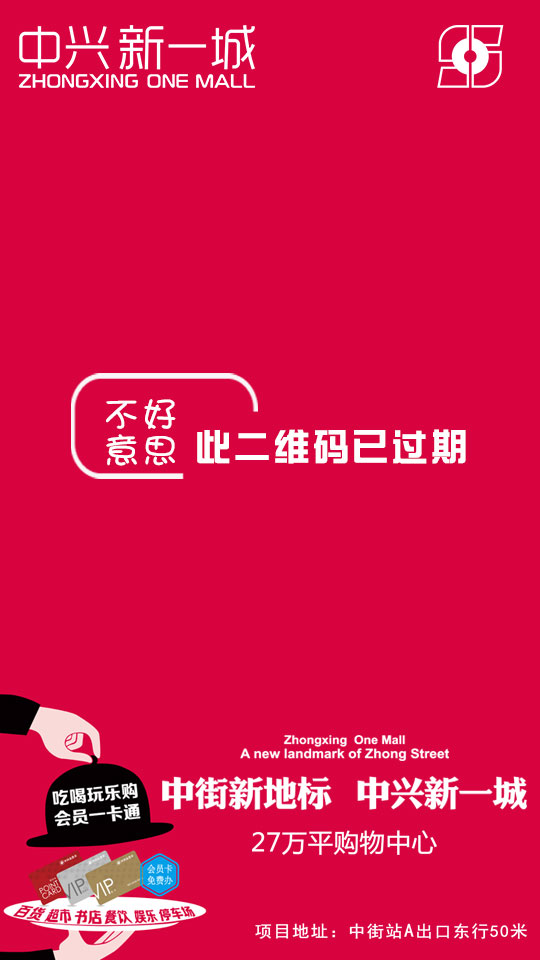 中兴新一城
ZHONGXING ONE MALL
不好
意思
此二维码已过期
Zhongxing One Mall
A new landmark of Zhong Street
中街新地标 中兴新一城
27万平购物中心
吃喝玩乐购
会员一卡通
POINT
CARD
VIP
VIP
会员卡
免费办
百货 超市 书店 餐饮 娱乐 停车场
项目地址：中街站A出口东行50米